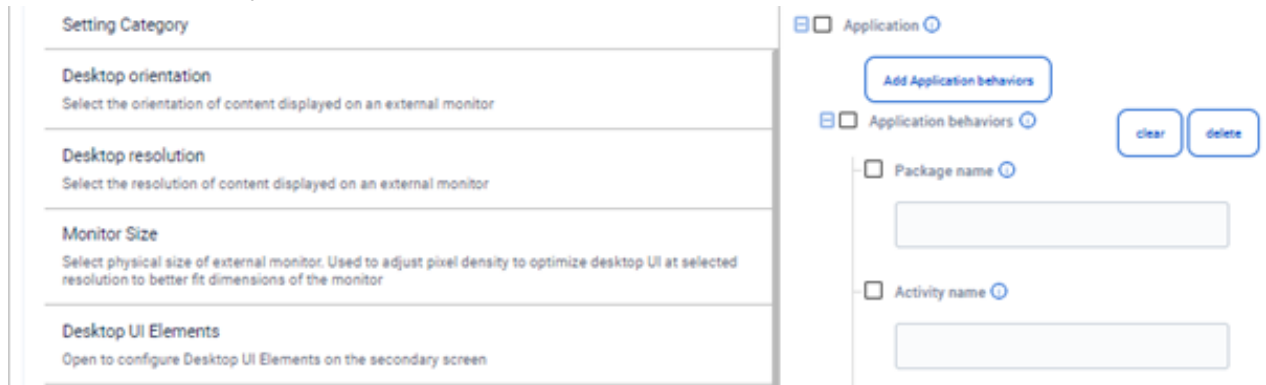 Setting Category
Desktop orientation
Select the orientation of content displayed on an external monitor
Desktop resolution
Select the resolution of content displayed on an external monitor
Monitor Size
Select physical size of external monitor. Used to adjust pixel density to optimize desktop UI at selected
resolution to better fit dimensions of the monitor
Desktop UI Elements
Open to configure Desktop UI Elements on the secondary screen
Application
Add Application behaviors
Application behaviors
clear
delete
Package name
Activity name